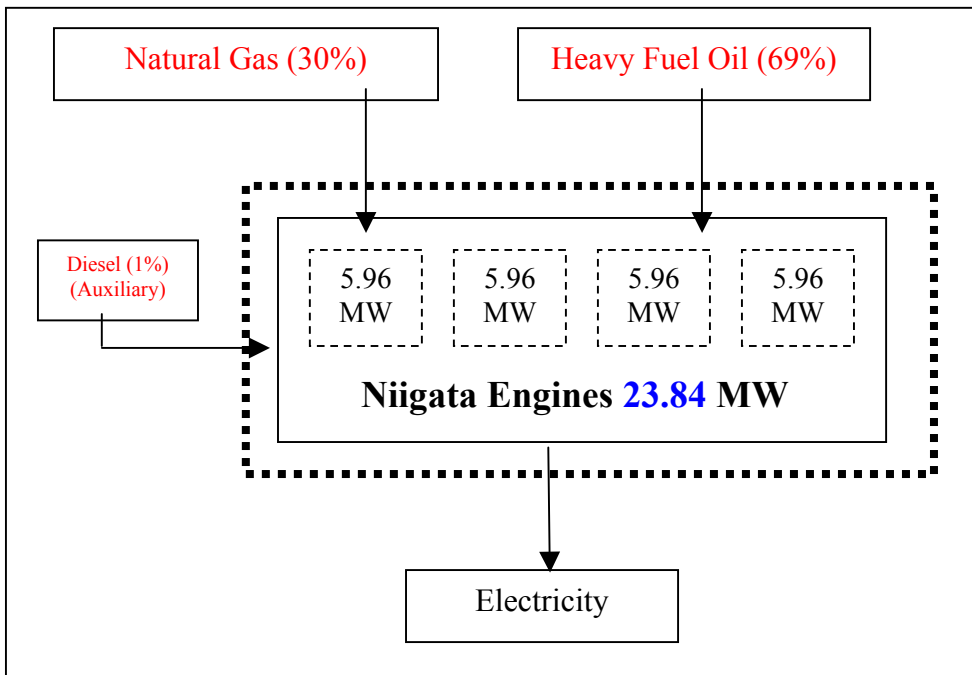 Natural Gas (30%)
Heavy Fuel Oil (69%)
Diesel (1%)
(Auxiliary)
5.96
MW
5.96
MW
5.96
MW
5.96
MW
Niigata Engines 23.84 MW
Electricity